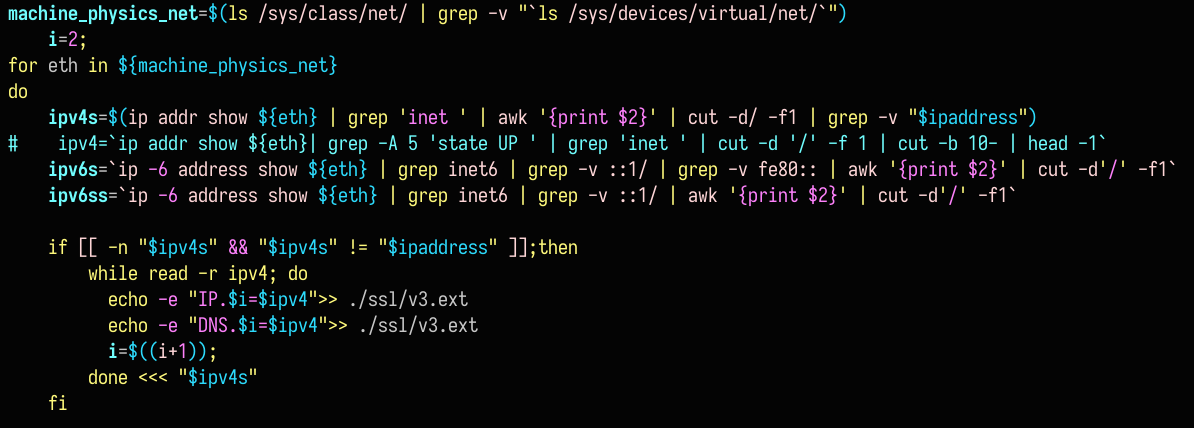 machine_physics_net=$(ls /sys/class/net/ | grep -v "`ls /sys/devices/virtual/net/`")
    i=2;
for eth in ${machine_physics_net}
do
    ipv4s=$(ip addr show ${eth} | grep 'inet ' | awk '{print $2}' | cut -d/ -f1 | grep -v "$ipaddress")
#    ipv4=`ip addr show ${eth}| grep -A 5 'state UP ' | grep 'inet ' | cut -d '/' -f 1 | cut -b 10- | head -1`
    ipv6s=`ip -6 address show ${eth} | grep inet6 | grep -v ::1/ | grep -v fe80:: | awk '{print $2}' | cut -d'/' -f1`
    ipv6ss=`ip -6 address show ${eth} | grep inet6 | grep -v ::1/ | awk '{print $2}' | cut -d'/' -f1`

    if [[ -n "$ipv4s" && "$ipv4s" != "$ipaddress" ]];then
        while read -r ipv4; do
          echo -e "IP.$i=$ipv4">> ./ssl/v3.ext
          echo -e "DNS.$i=$ipv4">> ./ssl/v3.ext
          i=$((i+1));
        done <<< "$ipv4s"
    fi